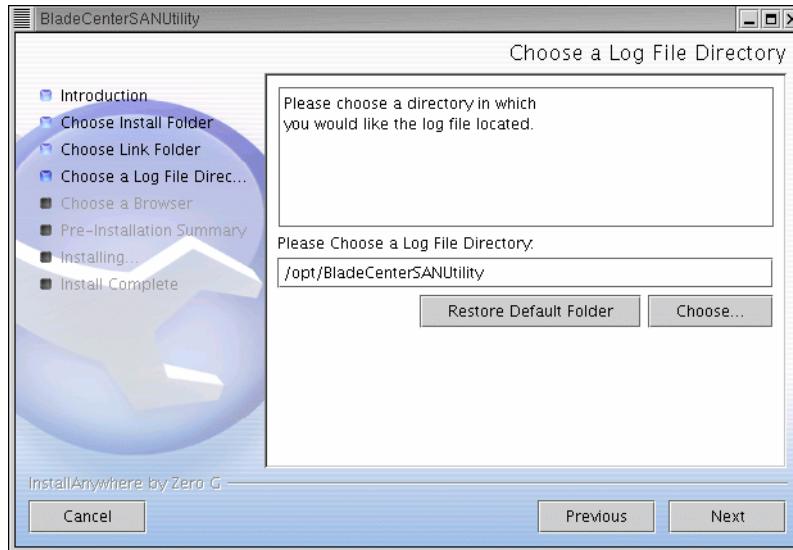 BladeCenterSANUtility
Choose a Log File Directory
Introduction
Choose Install Folder
Choose Link Folder
Choose a Log File Direc...
Choose a Browser
Pre-Installation Summary
Installing...
Install Complete
Please choose a directory in which
you would like the log file located.
Please Choose a Log File Directory:
/opt/BladeCenterSANUtility
Restore Default Folder
Choose...
InstallAnywhere by Zero G
Cancel
Previous
Next